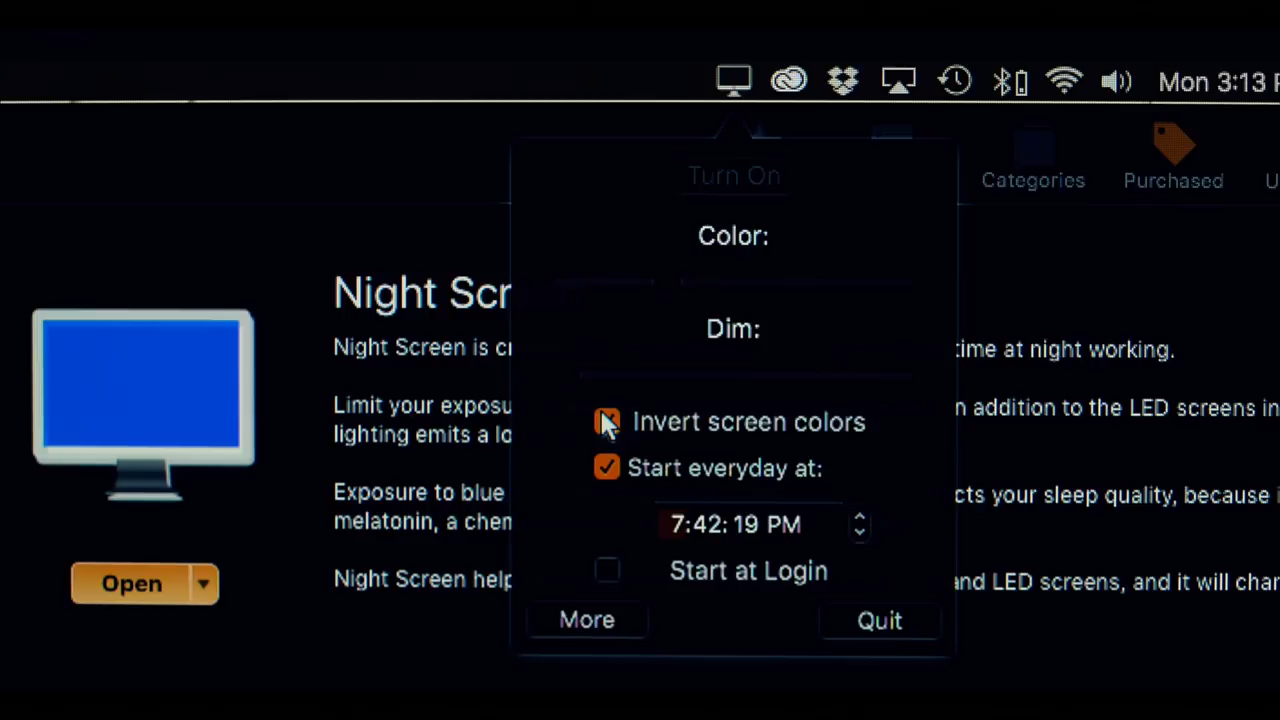 Mon 3:13
Categories
Purchased
Turn On
Color:
Dim:
Invert screen colors
Start everyday at:
7:42:19 PM
Start at Login
More
Quit
Night Scr
Night Screen is cr
time at night working.
Limit your exposu
n addition to the LED screens in
lighting emits a lo
Exposure to blue
cts your sleep quality, because i
melatonin, a chem
Night Screen help
and LED screens, and it will chan
Open